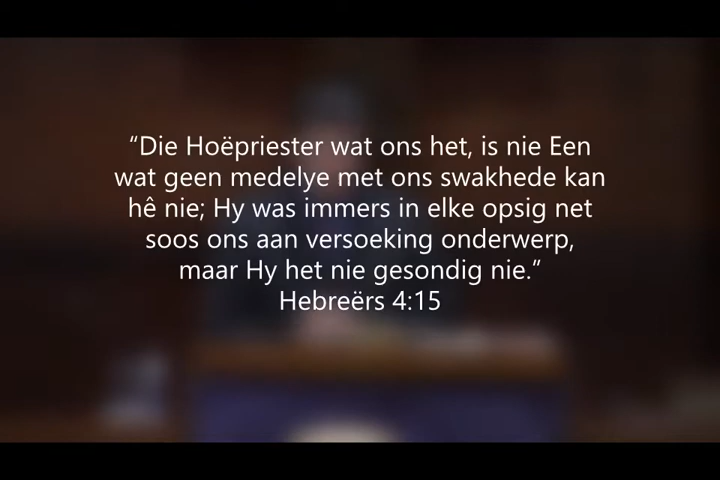 “Die Hoëpriester wat ons het, is nie Een
wat geen medelye met ons swakhede kan
hê nie; Hy was immers in elke opsig net
soos ons aan versoeking onderwerp,
maar Hy het nie gesondig nie.”
Hebreërs 4:15